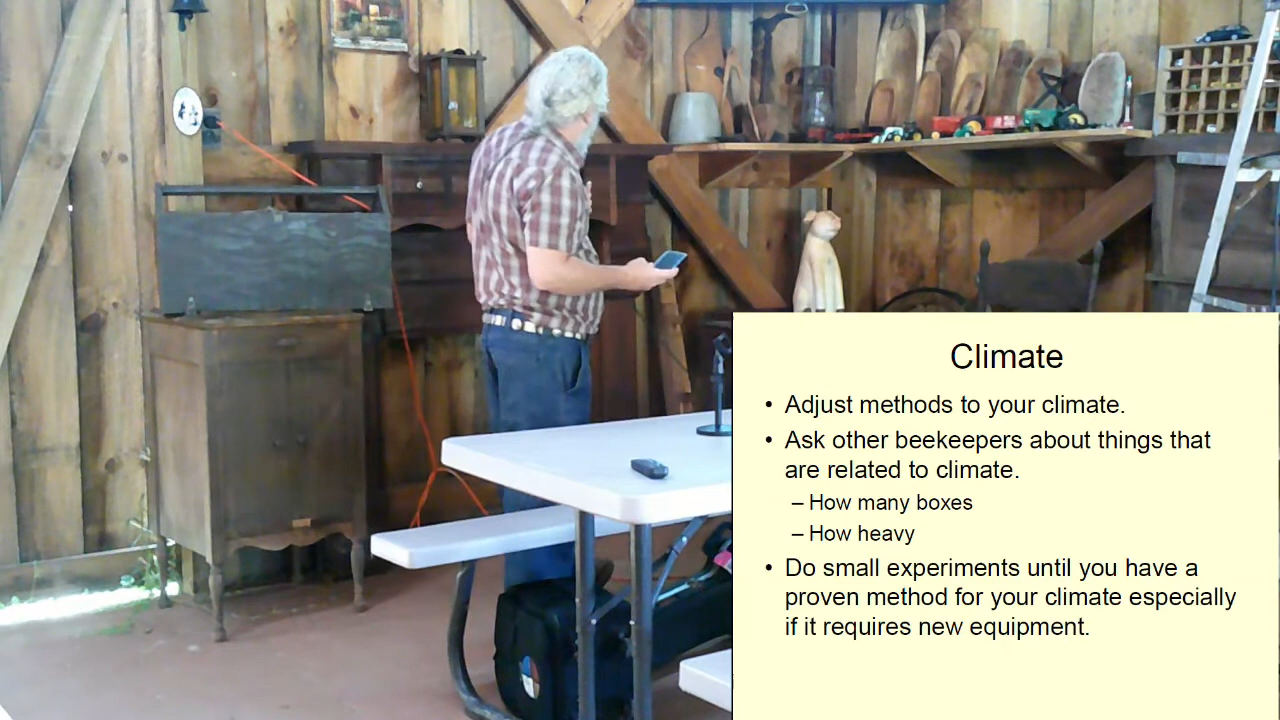 Climate
• Adjust methods to your climate.
• Ask other beekeepers about things that
are related to climate.
– How many boxes
– How heavy
• Do small experiments until you have a
proven method for your climate especially
if it requires new equipment.